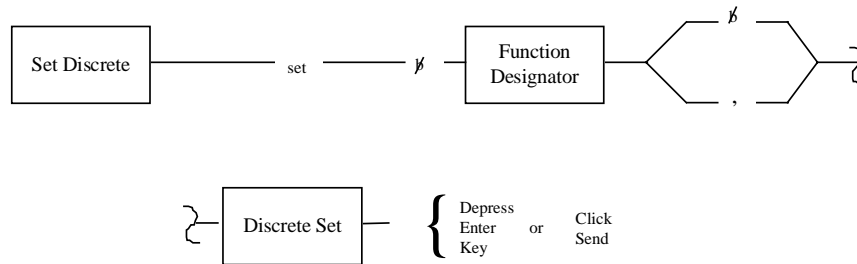 Set Discrete set ƀ Function Designator ƀ
,
Discrete Set { Depress Enter Key or Click Send